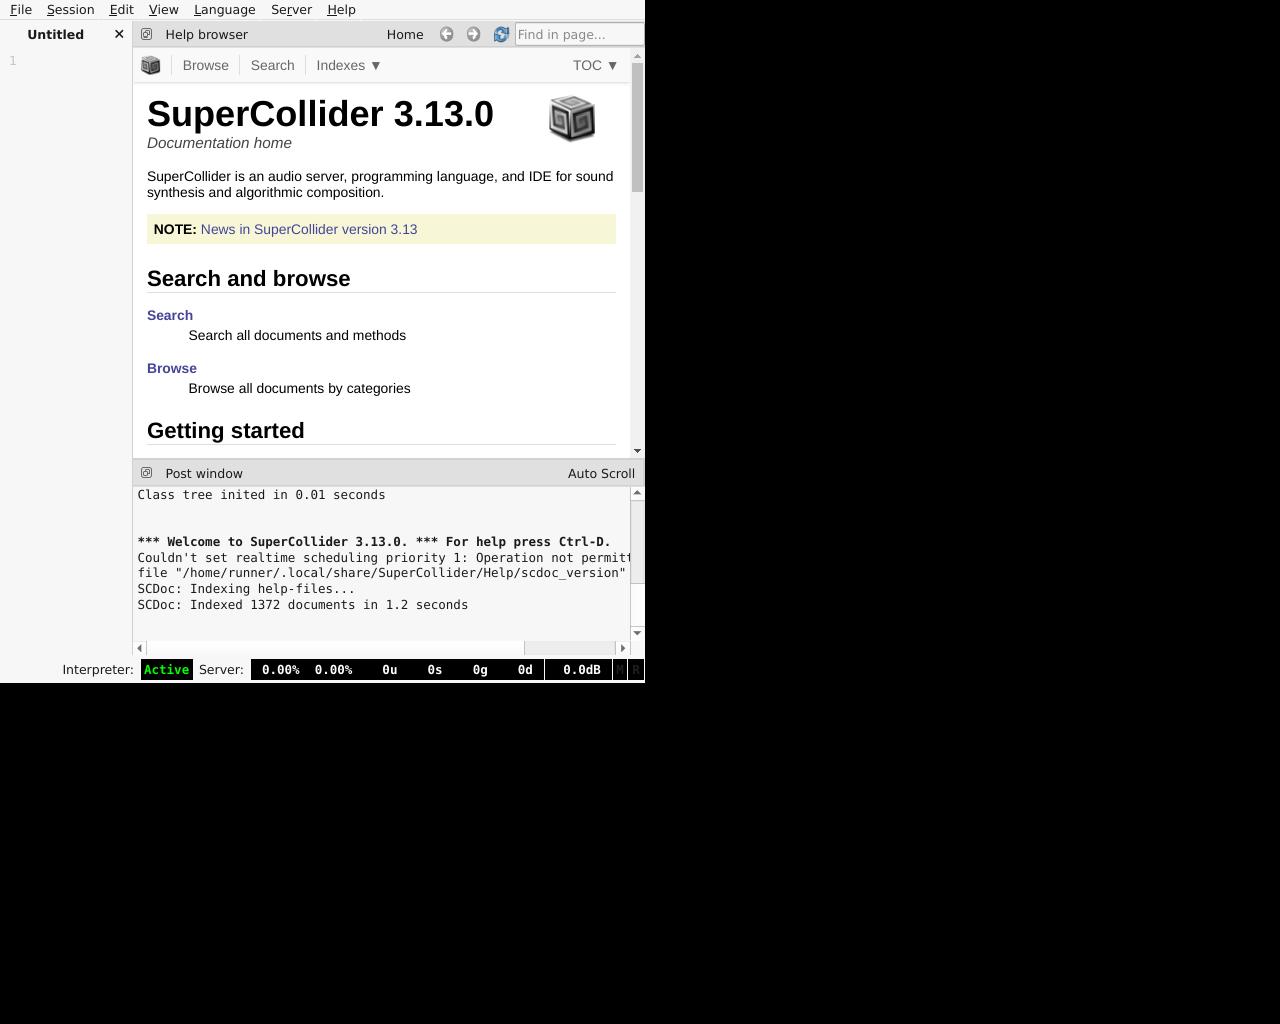 File Session Edit View Language Server Help
Untitled ✕
1
Help browser Home Find in page...
Browse Search Indexes ▼ TOC ▼
SuperCollider 3.13.0
Documentation home
SuperCollider is an audio server, programming language, and IDE for sound
synthesis and algorithmic composition.
NOTE: News in SuperCollider version 3.13
Search and browse
Search
Search all documents and methods
Browse
Browse all documents by categories
Getting started
Post window Auto Scroll
Class tree inited in 0.01 seconds
*** Welcome to SuperCollider 3.13.0. *** For help press Ctrl-D.
Couldn't set realtime scheduling priority 1: Operation not permitt
file "/home/runner/.local/share/SuperCollider/Help/scdoc_version"
SCDoc: Indexing help-files...
SCDoc: Indexed 1372 documents in 1.2 seconds
Interpreter: Active Server: 0.00% 0.00% 0u 0s 0g 0d 0.0dB M R